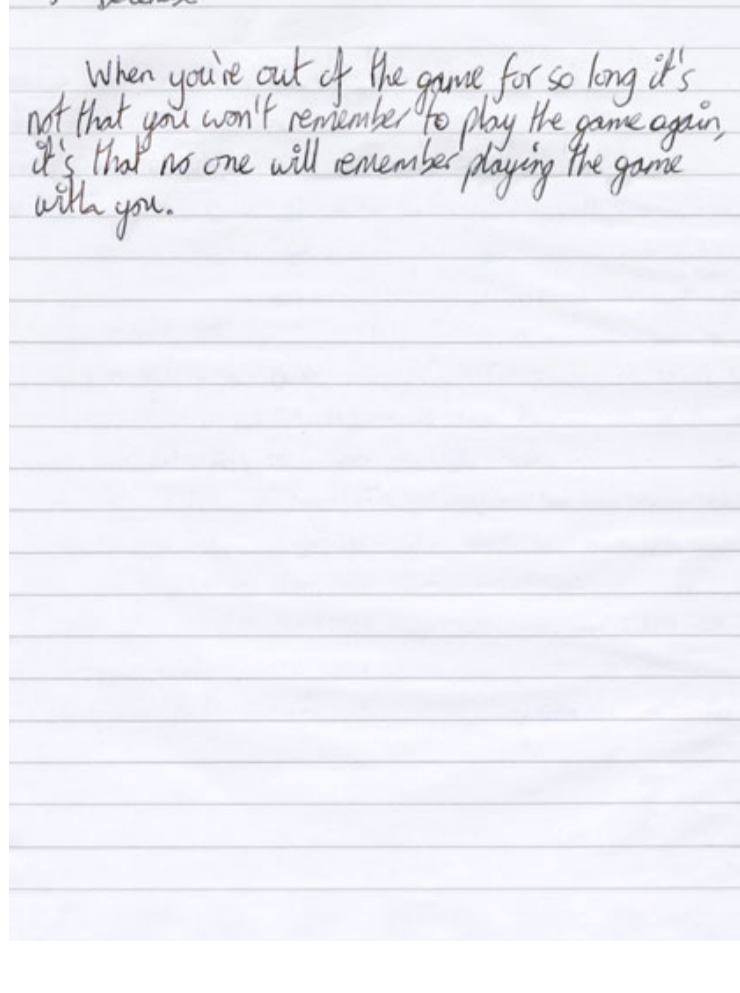 When you're out of the game for so long it's
not that you won't remember to play the game again,
it's that no one will remember playing the game
with you.